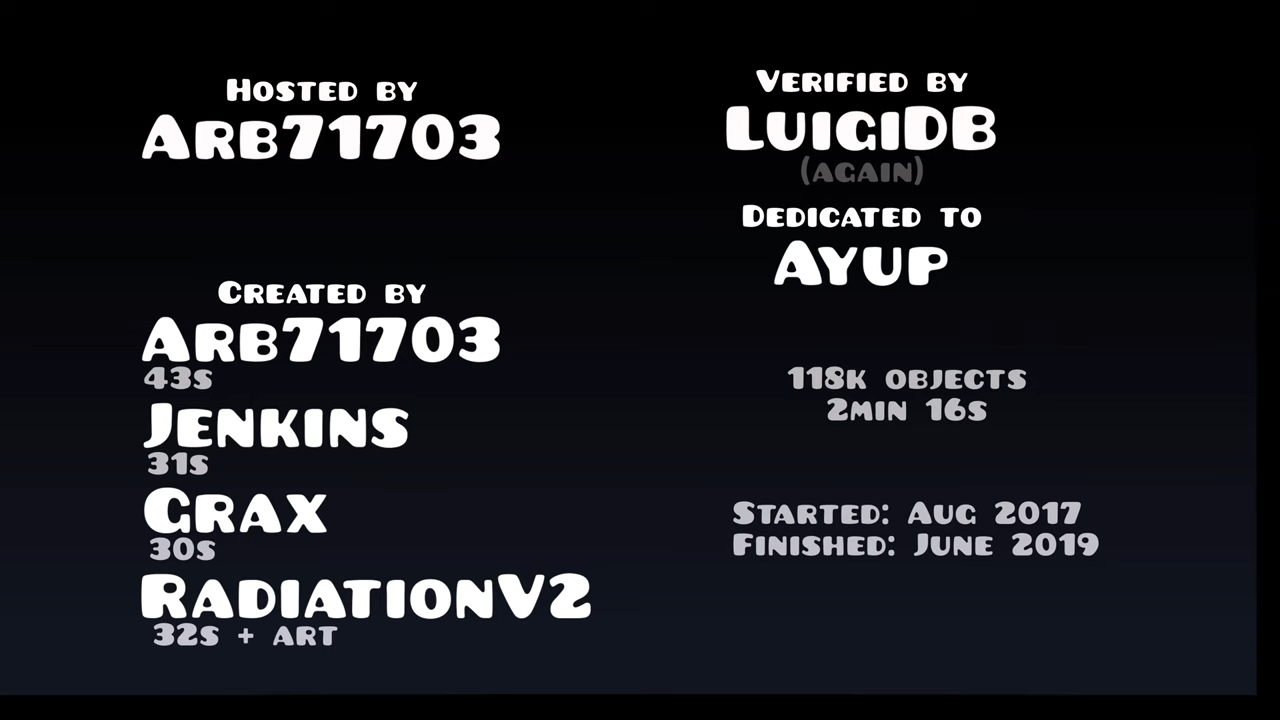 Hosted by
Arb71703
Created by
Arb71703
43s
Jenkins
31s
Grax
30s
RadiationV2
32s + art
Verified by
LuigiDB
(again)
Dedicated to
Ayup
118k objects
2min 16s
Started: Aug 2017
Finished: June 2019